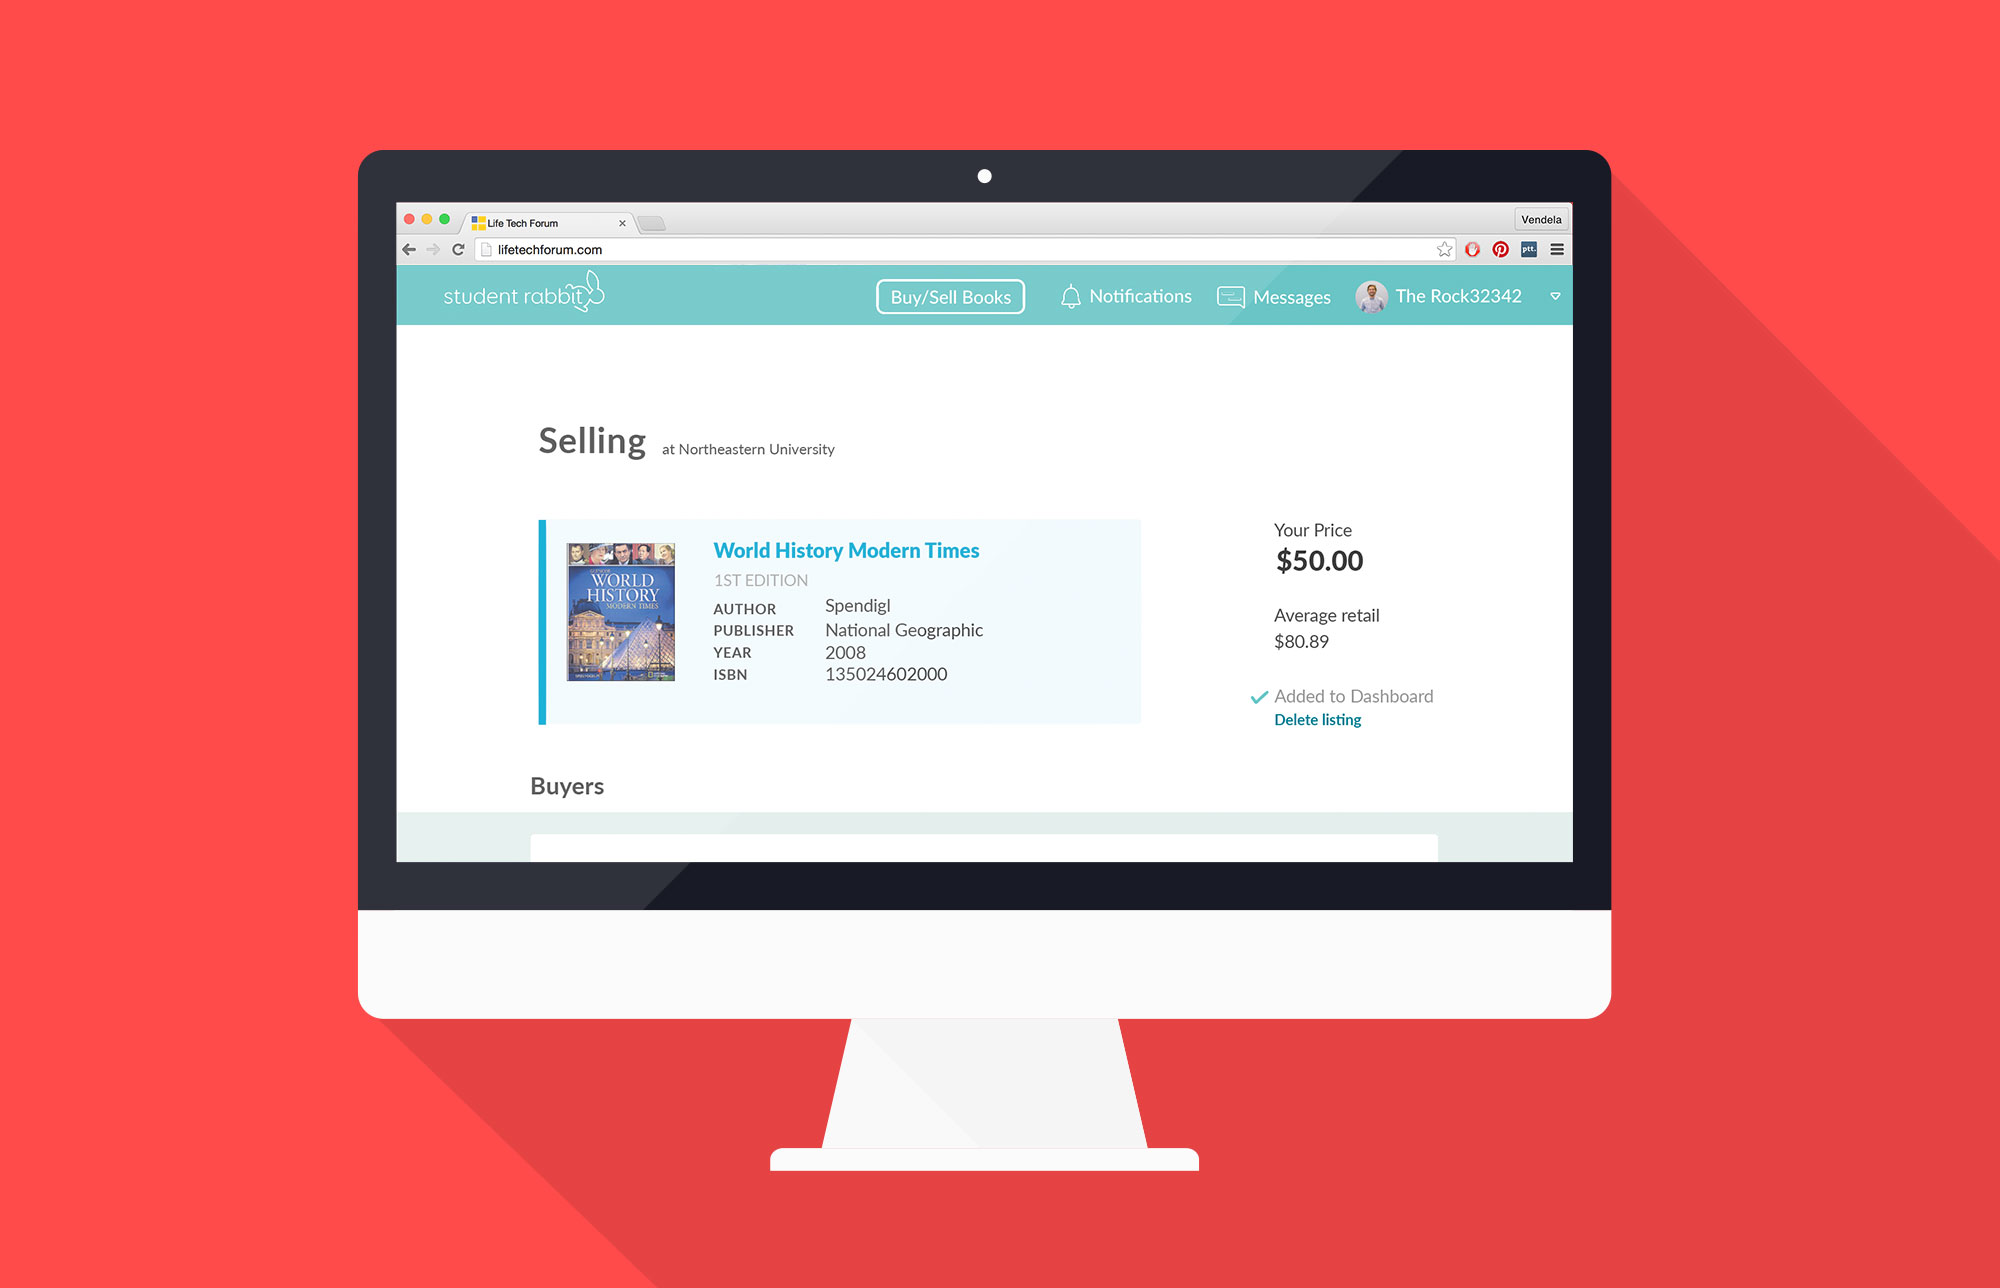 Life Tech Forum
Vendela
lifetechforum.com
ptt.
student rabbit
Buy/Sell Books
Notifications
Messages
The Rock32342
Selling at Northeastern University
WORLD
HISTORY
MODERN TIMES
World History Modern Times
1ST EDITION
AUTHOR Spendigl
PUBLISHER National Geographic
YEAR 2008
ISBN 135024602000
Your Price
$50.00
Average retail
$80.89
Added to Dashboard
Delete listing
Buyers